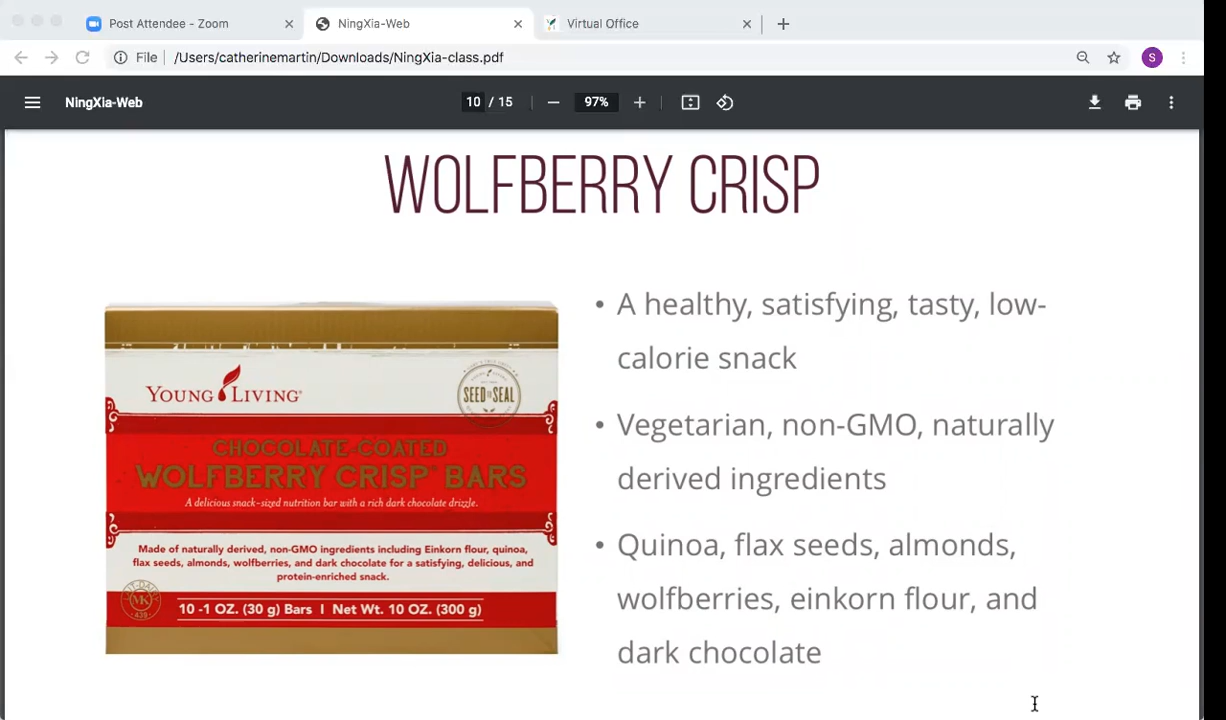 Post Attendee - Zoom
NingXia-Web
Virtual Office
File
/Users/catherinemartin/Downloads/NingXia-class.pdf
S
NingXia-Web
10 / 15
97%
WOLFBERRY CRISP
YOUNG LIVING
SEED TO SEAL
CHOCOLATE-COATED
WOLFBERRY CRISP® BARS
A delicious snack-sized nutrition bar with a rich dark chocolate drizzle.
Made of naturally derived, non-GMO ingredients including Einkorn flour, quinoa,
flax seeds, almonds, wolfberries, and dark chocolate for a satisfying, delicious, and
protein-enriched snack.
MK
10 -1 OZ. (30 g) Bars | Net Wt. 10 OZ. (300 g)
• A healthy, satisfying, tasty, low-
calorie snack
• Vegetarian, non-GMO, naturally
derived ingredients
• Quinoa, flax seeds, almonds,
wolfberries, einkorn flour, and
dark chocolate